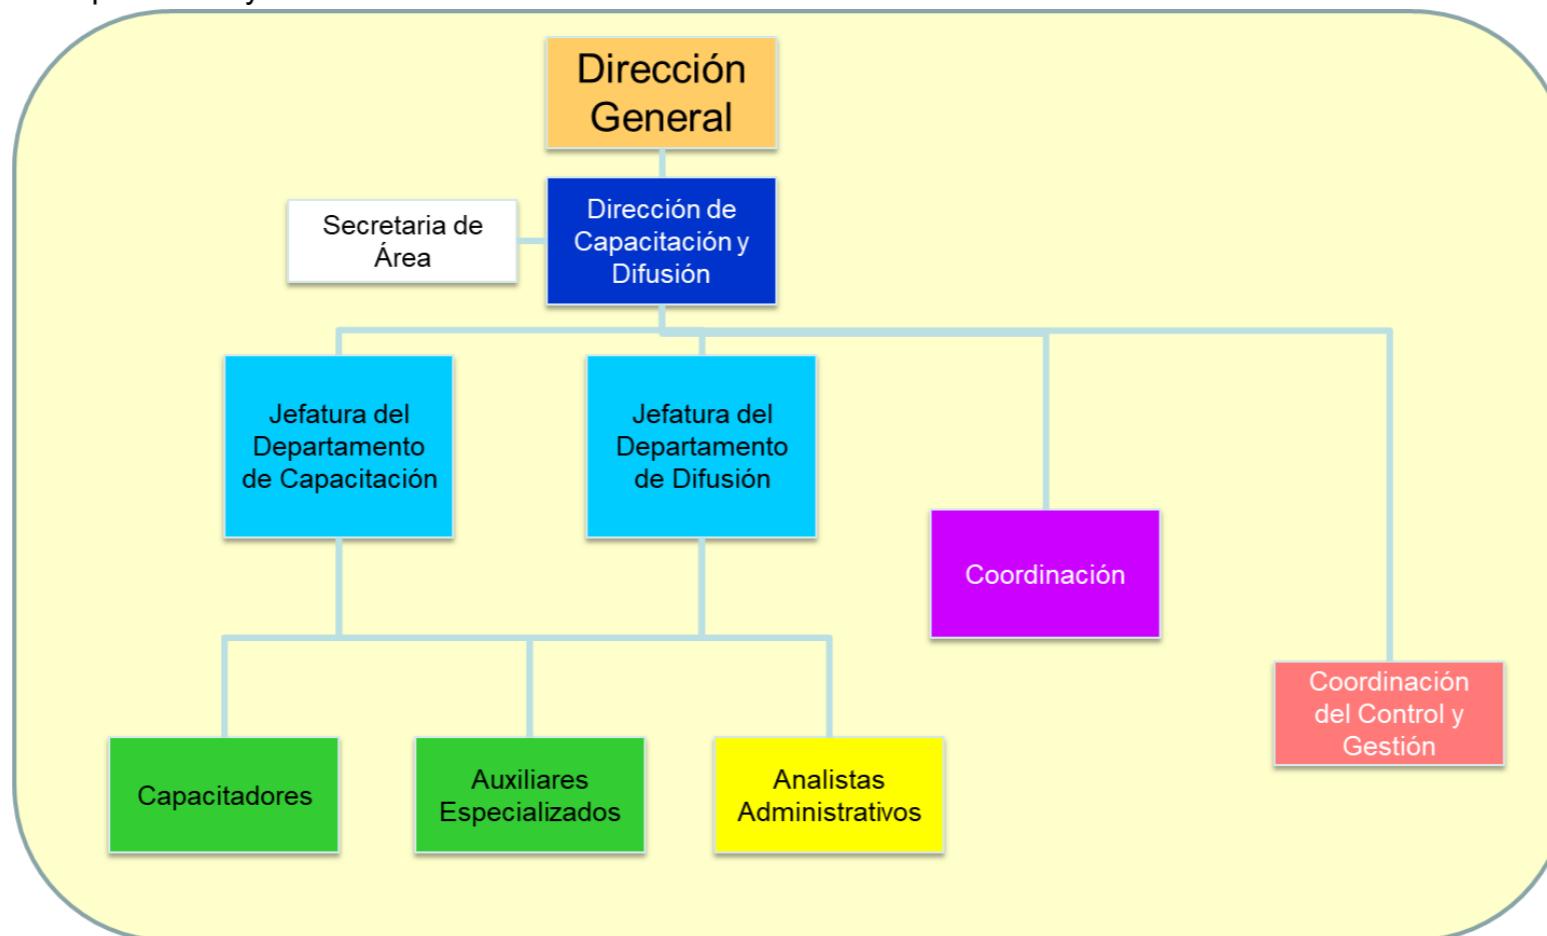 Dirección
General
Secretaria de
Área
Dirección de
Capacitación y
Difusión
Jefatura del
Departamento
de Capacitación
Jefatura del
Departamento
de Difusión
Coordinación
Coordinación
del Control y
Gestión
Capacitadores
Auxiliares
Especializados
Analistas
Administrativos